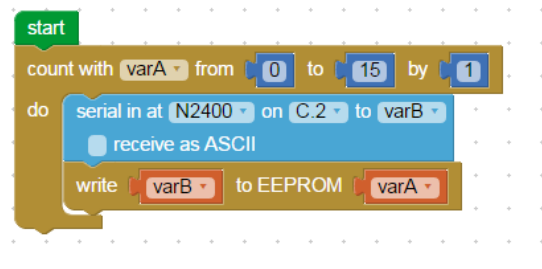 start
count with varA from 0 to 15 by 1
do serial in at N2400 on C.2 to varB
receive as ASCII
write varB to EEPROM varA